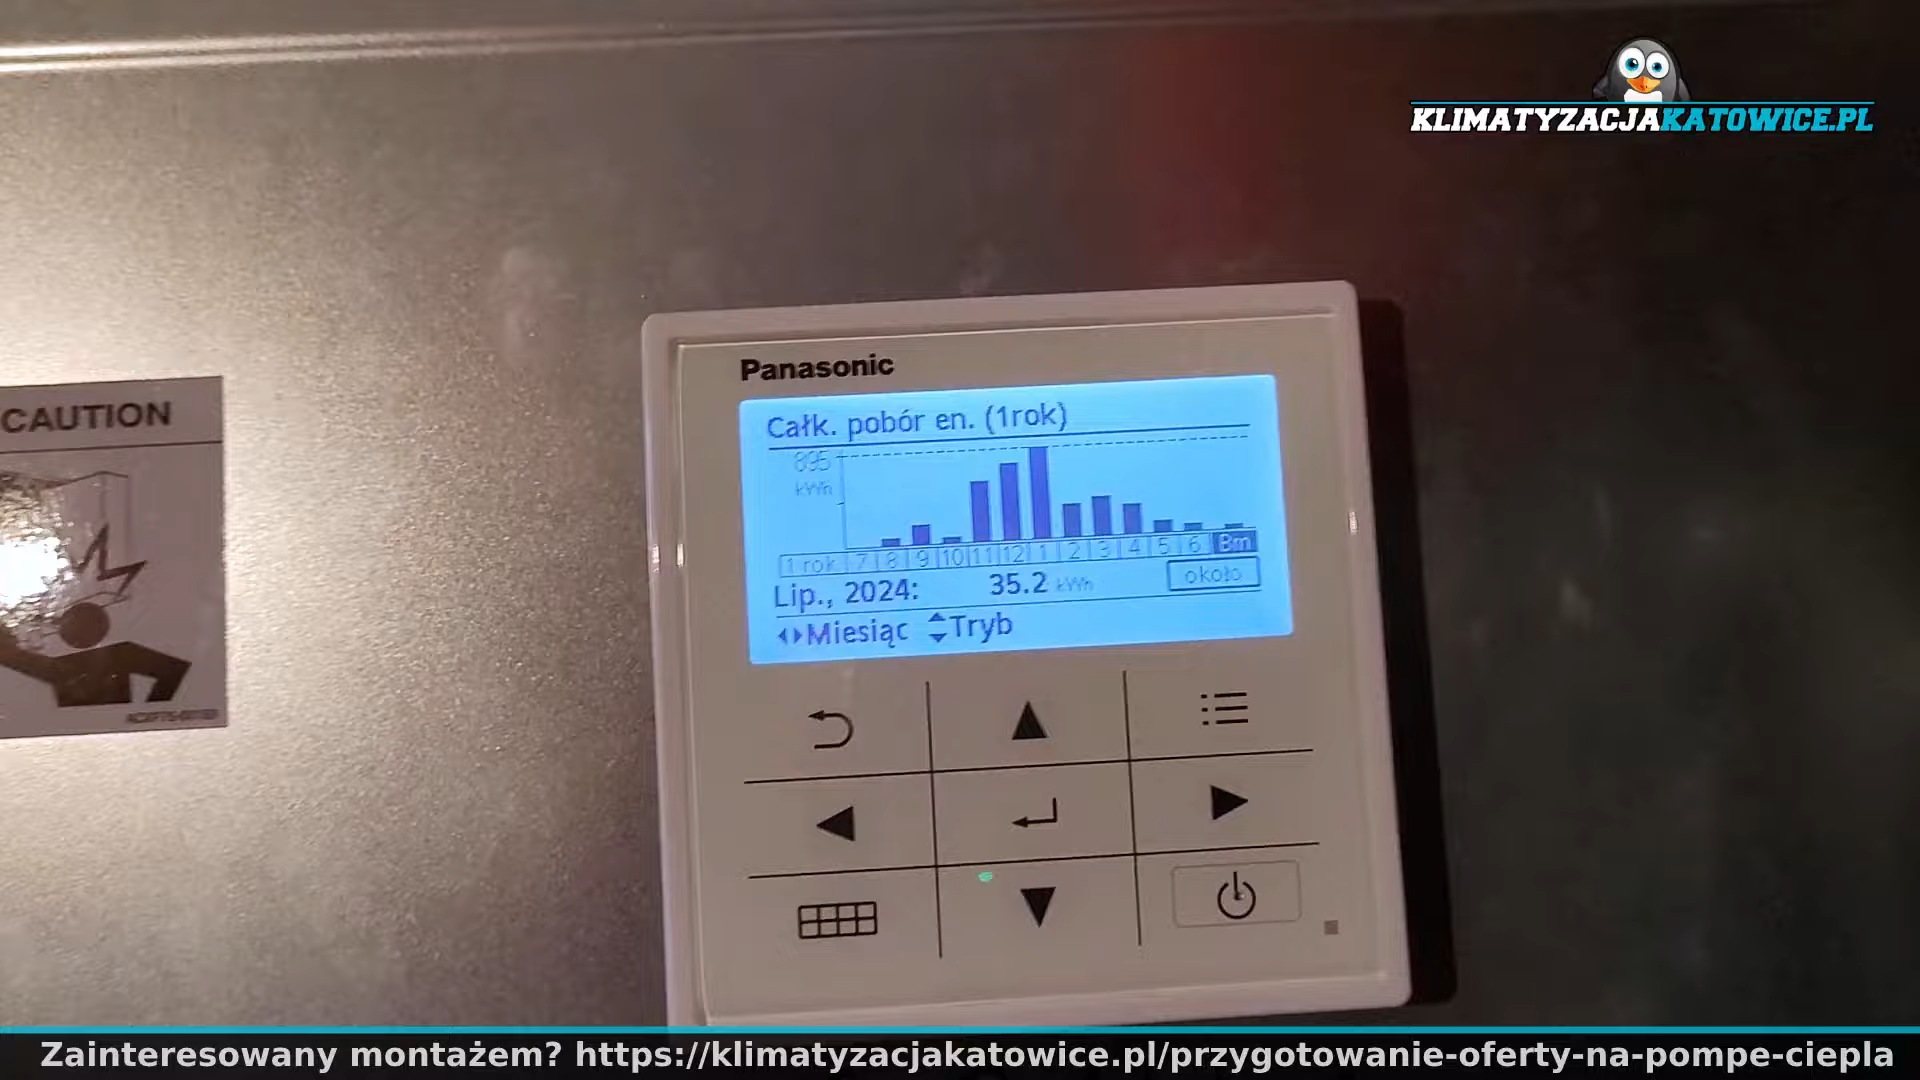 KLIMATYZACJAKATOWICE.PL
CAUTION
Panasonic
Całk. pobór en. (1rok)
895
kWh
1 rok 7 8 9 10 11 12 1 2 3 4 5 6 Bm
Lip., 2024: 35.2 kWh około
Miesiąc Tryb
Zainteresowany montażem? https://klimatyzacjakatowice.pl/przygotowanie-oferty-na-pompe-ciepla